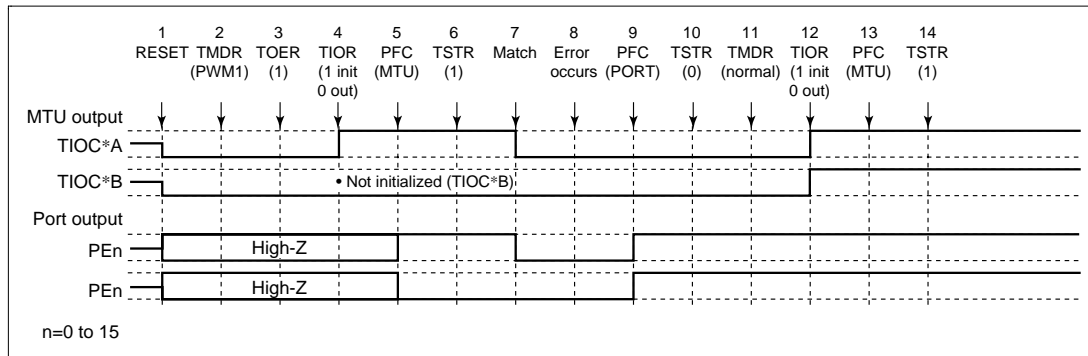 1 2 3 4 5 6 7 8 9 10 11 12 13 14
RESET TMDR TOER TIOR PFC TSTR Match Error PFC TSTR TMDR TIOR PFC TSTR
(PWM1) (1) (1 init (MTU) (1) occurs (PORT) (0) (normal) (1 init (MTU) (1)
0 out) 0 out)
MTU output
TIOC*A
TIOC*B • Not initialized (TIOC*B)
Port output
PEn High-Z
PEn High-Z
n=0 to 15